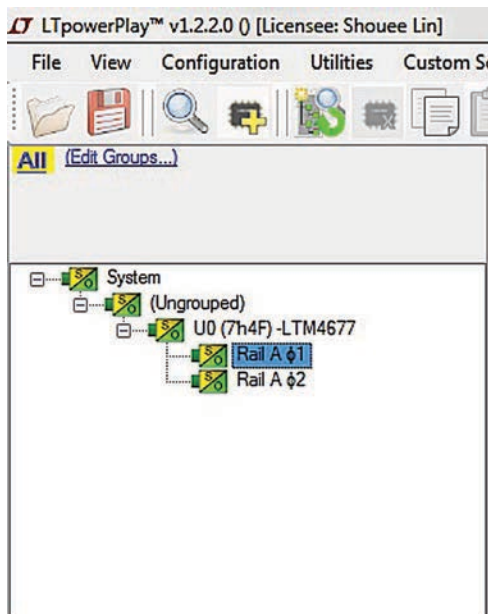 LTpowerPlay™ v1.2.2.0 () [Licensee: Shouee Lin]
File View Configuration Utilities Custom
All (Edit Groups...)
System
(Ungrouped)
U0 (7h4F) -LTM4677
Rail A ϕ1
Rail A ϕ2